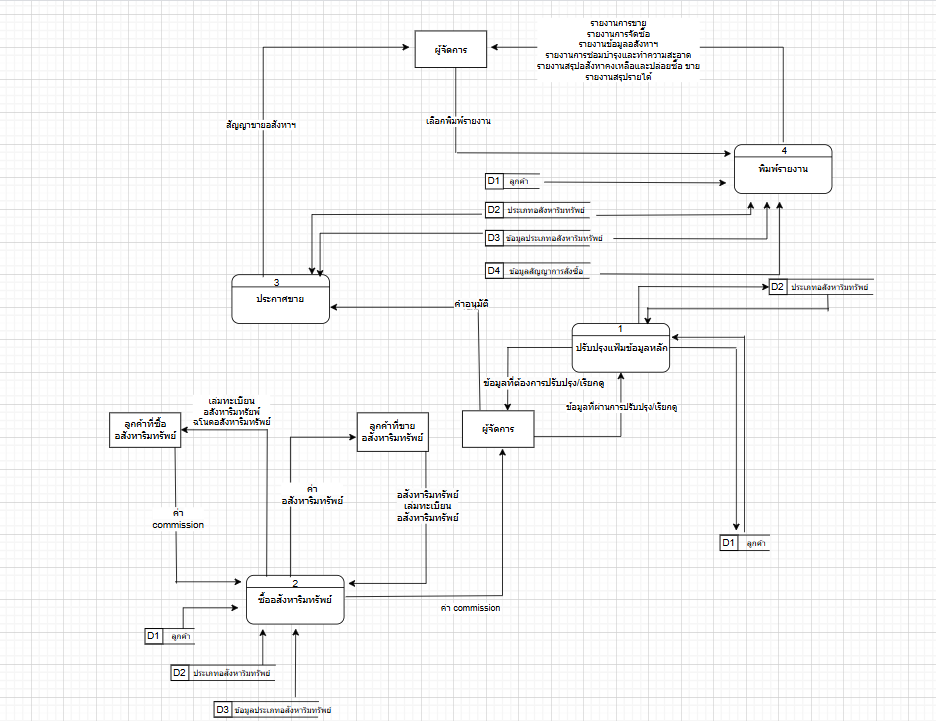 รายงานการขาย
รายงานการจัดซื้อ
รายงานข้อมูลอสังหาฯ
รายงานการซ่อมบำรุงและทำความสะอาด
รายงานสรุปอสังหาคงเหลือและปล่อยซื้อ ขาย
รายงานสรุปรายได้
ผู้จัดการ
สัญญาขายอสังหาฯ
เลือกพิมพ์รายงาน
4
พิมพ์รายงาน
D1 ลูกค้า
D2 ประเภทอสังหาริมทรัพย์
D3 ข้อมูลประเภทอสังหาริมทรัพย์
D4 ข้อมูลสัญญาการสั่งซื้อ
3
ประกาศขาย
D2 ประเภทอสังหาริมทรัพย์
คำอนุมัติ
1
ปรับปรุงแฟ้มข้อมูลหลัก
ข้อมูลที่ต้องการปรับปรุง/เรียกดู
ข้อมูลที่ผ่านการปรับปรุง/เรียกดู
เล่มทะเบียน
อสังหาริมทรัยพ์
ฉโนดอสังหาริมทรัพย์
ลูกค้าที่ซื้อ
อสังหาริมทรัพย์
ลูกค้าที่ขาย
อสังหาริมทรัพย์
ผู้จัดการ
ค่า
อสังหาริมทรัพย์
อสังหาริมทรัพย์
เล่มทะเบียน
อสังหาริมทรัพย์
ค่า
commission
D1 ลูกค้า
2
ซื้ออสังหาริมทรัพย์
ค่า commission
D1 ลูกค้า
D2 ประเภทอสังหาริมทรัพย์
D3 ข้อมูลประเภทอสังหาริมทรัพย์